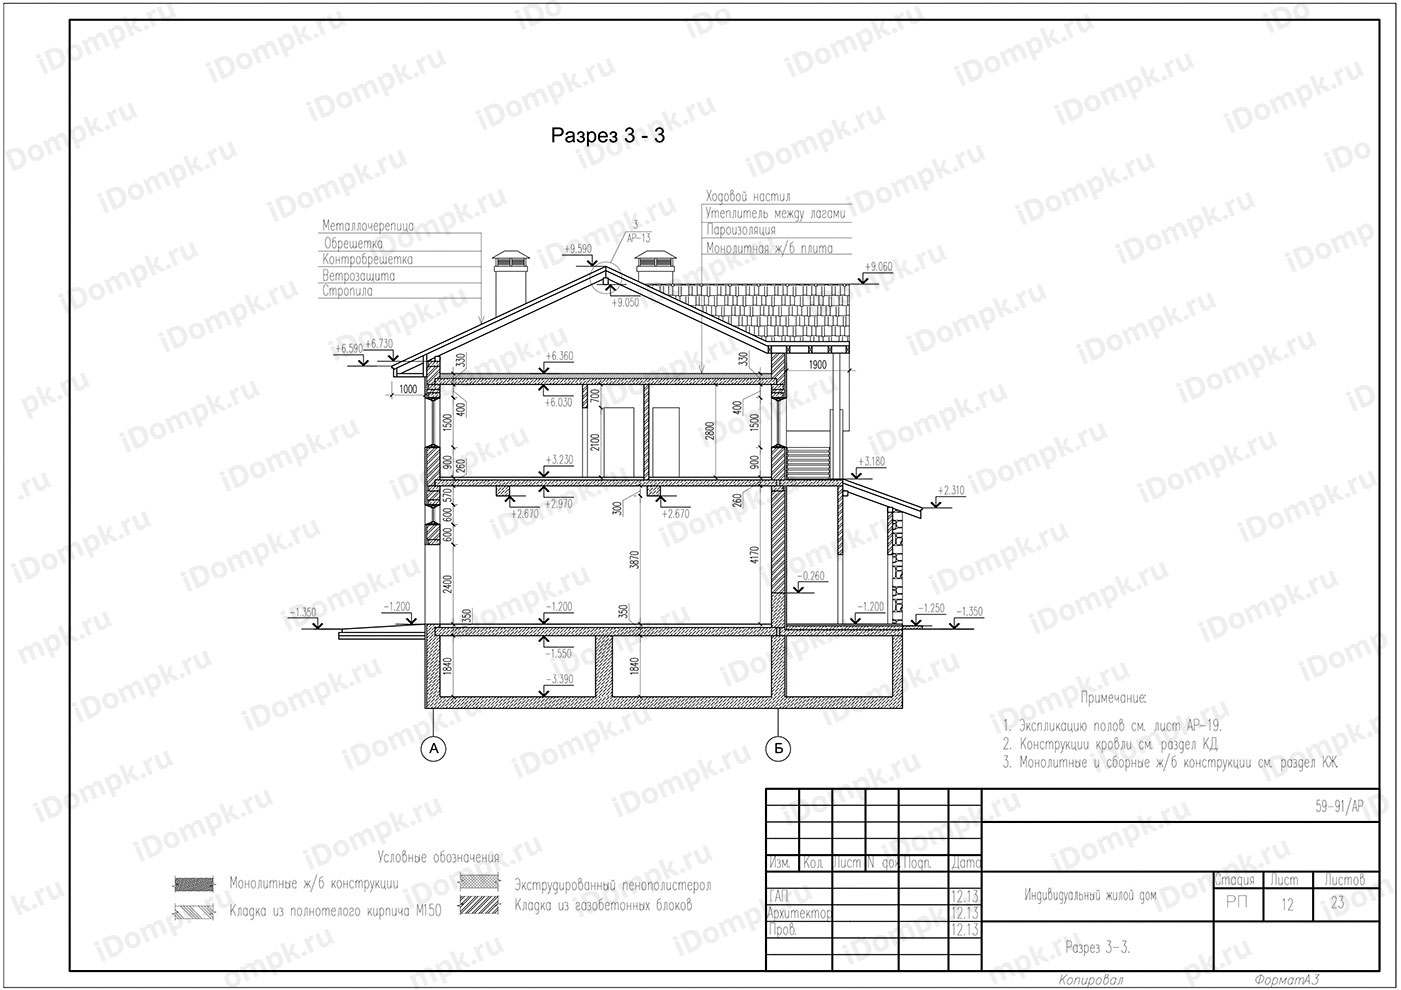 iDompk.ru
Разрез 3 - 3
Ходовой настил
Утеплитель между лагами
Пароизоляция
Монолитная ж/б плита
Металлочерепица
Обрешетка
Контробрешетка
Ветрозащита
Стропила
3
АР-13
+9.590
+9.050
+9.060
+6.590
+6.730
330
+6.360
330
1900
1000
400
+6.030
700
400
1500
2100
2800
1500
900
260
+3.230
900
+3.180
570
+2.970
260
+2.310
600
+2.670
300
+2.670
600
3870
4170
2400
-0.260
-1.350
-1.200
350
-1.200
350
-1.200
-1.250
-1.350
1840
-1.550
1840
-3.390
А
Б
Примечание:
1. Экспликацию полов см. лист АР-19.
2. Конструкции кровли см. раздел КД
3. Монолитные и сборные ж/б конструкции см. раздел КЖ.
Условные обозначения
Монолитные ж/б конструкции
Экструдированный пенополистерол
Кладка из полнотелого кирпича М150
Кладка из газобетонных блоков
59-91/АР
Изм. Кол. Лист N док Подп. Дата
ГАП 12.13
Архитектор 12.13
Пров. 12.13
Индивидуальный жилой дом
Стадия Лист Листов
РП 12 23
Разрез 3-3.
Копировал ФорматА3